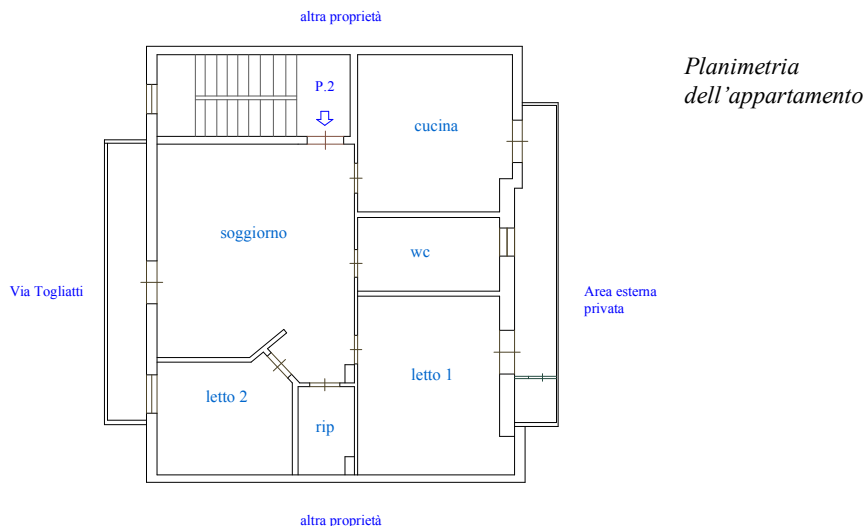 altra proprietà
Planimetria
dell'appartamento
P.2
cucina
soggiorno
wc
Via Togliatti
Area esterna
privata
letto 1
letto 2
rip
altra proprietà